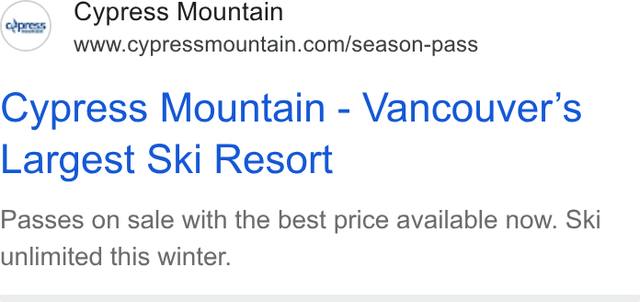 cypress
Cypress Mountain
www.cypressmountain.com/season-pass
Cypress Mountain - Vancouver’s
Largest Ski Resort
Passes on sale with the best price available now. Ski
unlimited this winter.